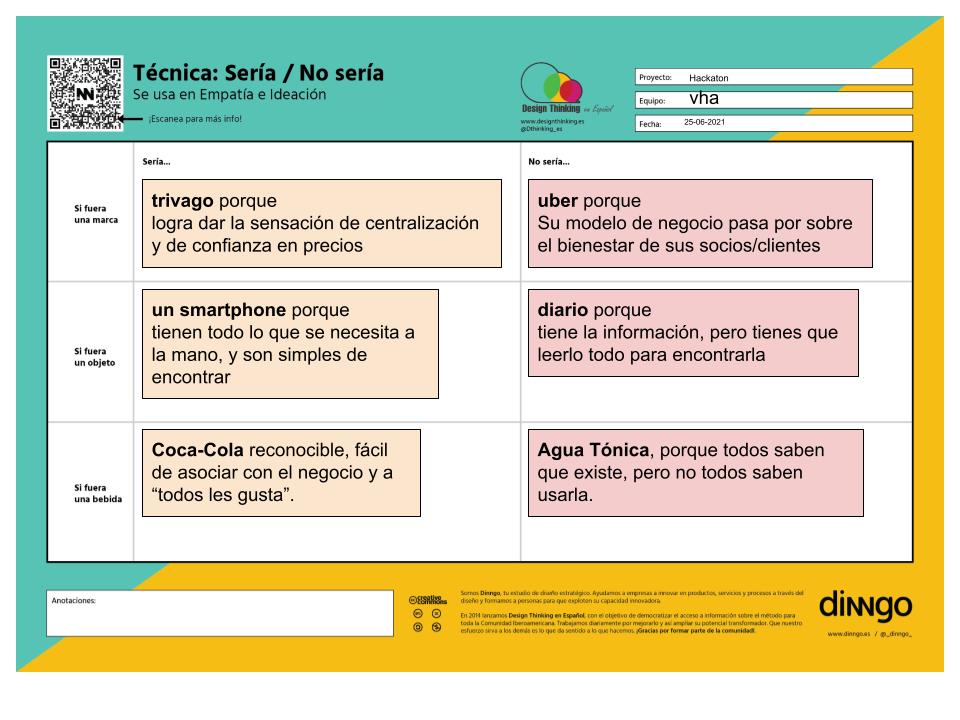 Técnica: Sería / No sería
Se usa en Empatía e Ideación
¡Escanea para más info!
Design Thinking en Español
www.designthinking.es
@Dthinking_es
Proyecto: Hackaton
Equipo: vha
Fecha: 25-06-2021
Sería...
No sería...
Si fuera
una marca
trivago porque
logra dar la sensación de centralización
y de confianza en precios
uber porque
Su modelo de negocio pasa por sobre
el bienestar de sus socios/clientes
Si fuera
un objeto
un smartphone porque
tienen todo lo que se necesita a
la mano, y son simples de
encontrar
diario porque
tiene la información, pero tienes que
leerlo todo para encontrarla
Si fuera
una bebida
Coca-Cola reconocible, fácil
de asociar con el negocio y a
“todos les gusta”.
Agua Tónica, porque todos saben
que existe, pero no todos saben
usarla.
Anotaciones:
creative commons
Somos Dinngo, tu estudio de diseño estratégico. Ayudamos a empresas a innovar en productos, servicios y procesos a través del
diseño y formamos a personas para que exploten su capacidad innovadora.
En 2014 lanzamos Design Thinking en Español, con el objetivo de democratizar el acceso a información sobre el método para
toda la Comunidad Iberoamericana. Trabajamos diariamente por mejorarlo y así ampliar su potencial transformador. Que nuestro
esfuerzo sirva a los demás es lo que da sentido a lo que hacemos. ¡Gracias por formar parte de la comunidad!.
dinngo
www.dinngo.es / @_dinngo_